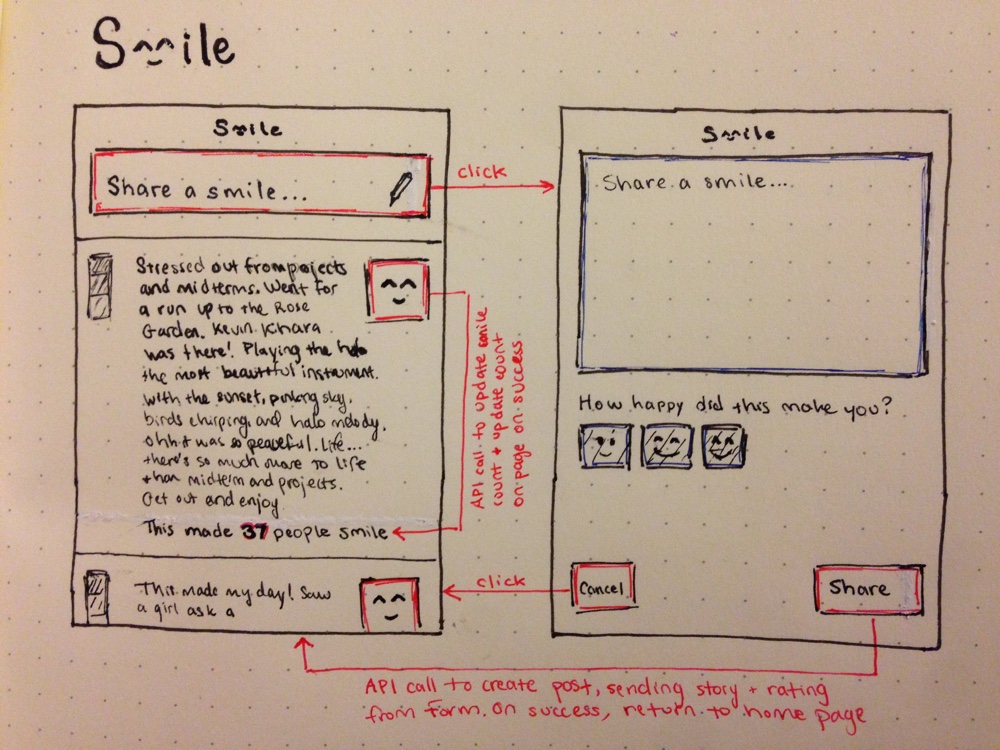 Smile
Smile
Share a smile...
click
Stressed out from projects
and midterms. Went for
a run up to the Rose
Garden. Kevin Khara
was there! Playing the halo
the most beautiful instrument.
with the sunset, pinking sky,
birds chirping, and halo melody,
ohh it was so peaceful. Life...
there's so much more to life
than midterm and projects.
Get out and enjoy
This made 37 people smile
This made my day! Saw
a girl ask a
API call to update smile
count + update count
on page on success
Smile
Share a smile...
How happy did this make you?
Cancel
Share
click
API call to create post, sending story + rating
from form. On success, return to home page